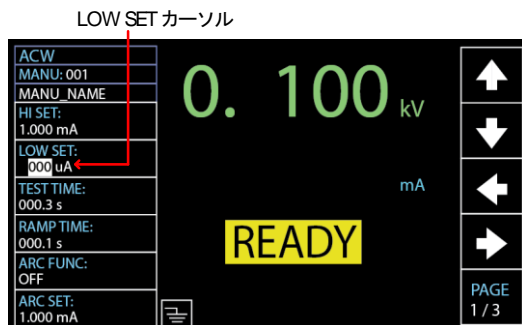 LOW SET カーソル
ACW
MANU: 001
MANU_NAME
HI SET:
1.000 mA
LOW SET:
000 uA
TEST TIME:
000.3 s
RAMP TIME:
000.1 s
ARC FUNC:
OFF
ARC SET:
1.000 mA
0. 100 kV
mA
READY
PAGE
1 / 3